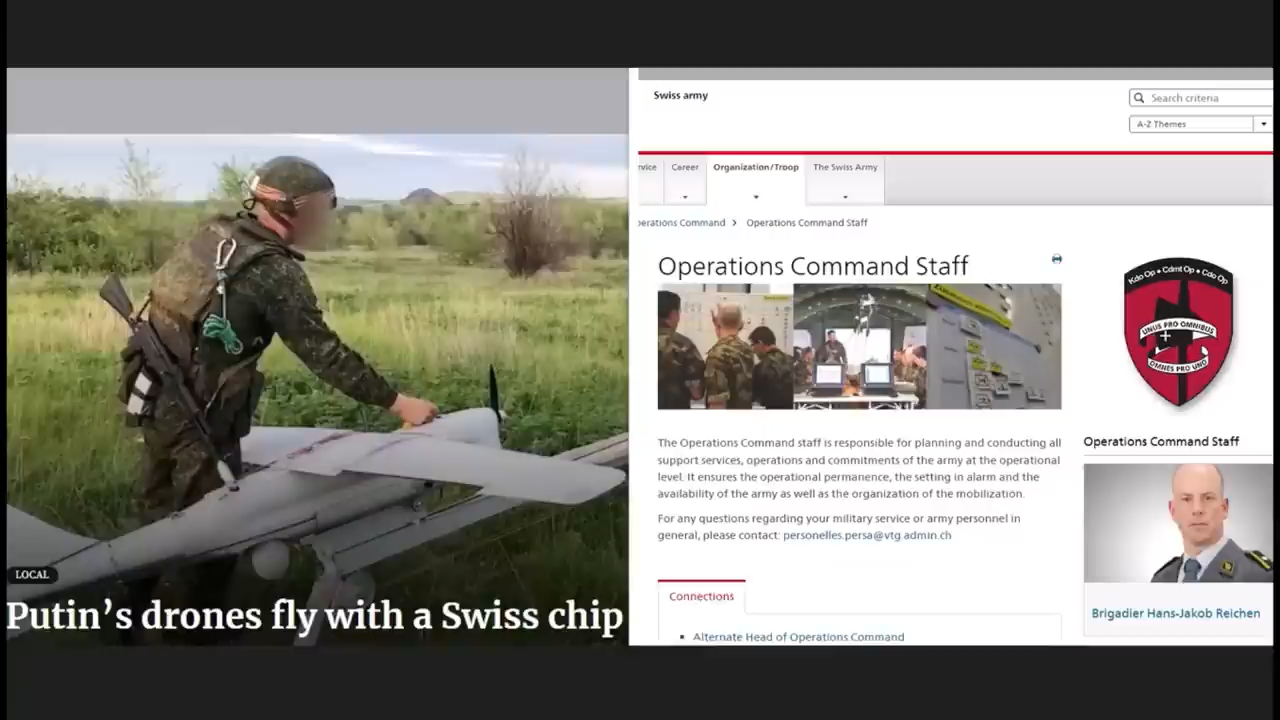 LOCAL
Putin's drones fly with a Swiss chip
Swiss army
Search criteria
A-Z Themes
rvice
Career
Organization/Troop
The Swiss Army
perations Command > Operations Command Staff
Operations Command Staff
The Operations Command staff is responsible for planning and conducting all
support services, operations and commitments of the army at the operational
level. It ensures the operational permanence, the setting in alarm and the
availability of the army as well as the organization of the mobilization.
For any questions regarding your military service or army personnel in
general, please contact: personelles.persa@vtg.admin.ch
Connections
Alternate Head of Operations Command
Kdo Op • Cdmt Op • Cdo Op
UNUS PRO OMNIBUS
OMNES PRO UNO
Operations Command Staff
Brigadier Hans-Jakob Reichen